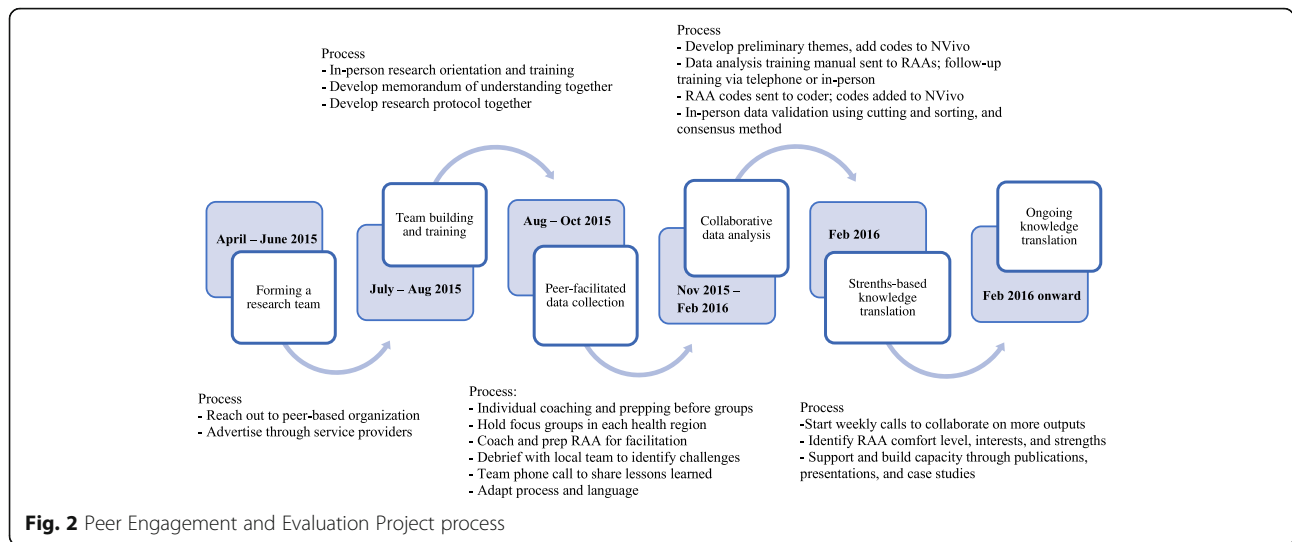 Process
- In-person research orientation and training
- Develop memorandum of understanding together
- Develop research protocol together
Process
- Develop preliminary themes, add codes to NVivo
- Data analysis training manual sent to RAAs; follow-up
training via telephone or in-person
- RAA codes sent to coder; codes added to NVivo
- In-person data validation using cutting and sorting, and
consensus method
April – June 2015
Forming a
research team
Team building
and training
July – Aug 2015
Aug – Oct 2015
Peer-facilitated
data collection
Collaborative
data analysis
Nov 2015 –
Feb 2016
Feb 2016
Strenths-based
knowledge
translation
Ongoing
knowledge
translation
Feb 2016 onward
Process
- Reach out to peer-based organization
- Advertise through service providers
Process:
- Individual coaching and prepping before groups
- Hold focus groups in each health region
- Coach and prep RAA for facilitation
- Debrief with local team to identify challenges
- Team phone call to share lessons learned
- Adapt process and language
Process
-Start weekly calls to collaborate on more outputs
- Identify RAA comfort level, interests, and strengths
- Support and build capacity through publications,
presentations, and case studies
Fig. 2 Peer Engagement and Evaluation Project process